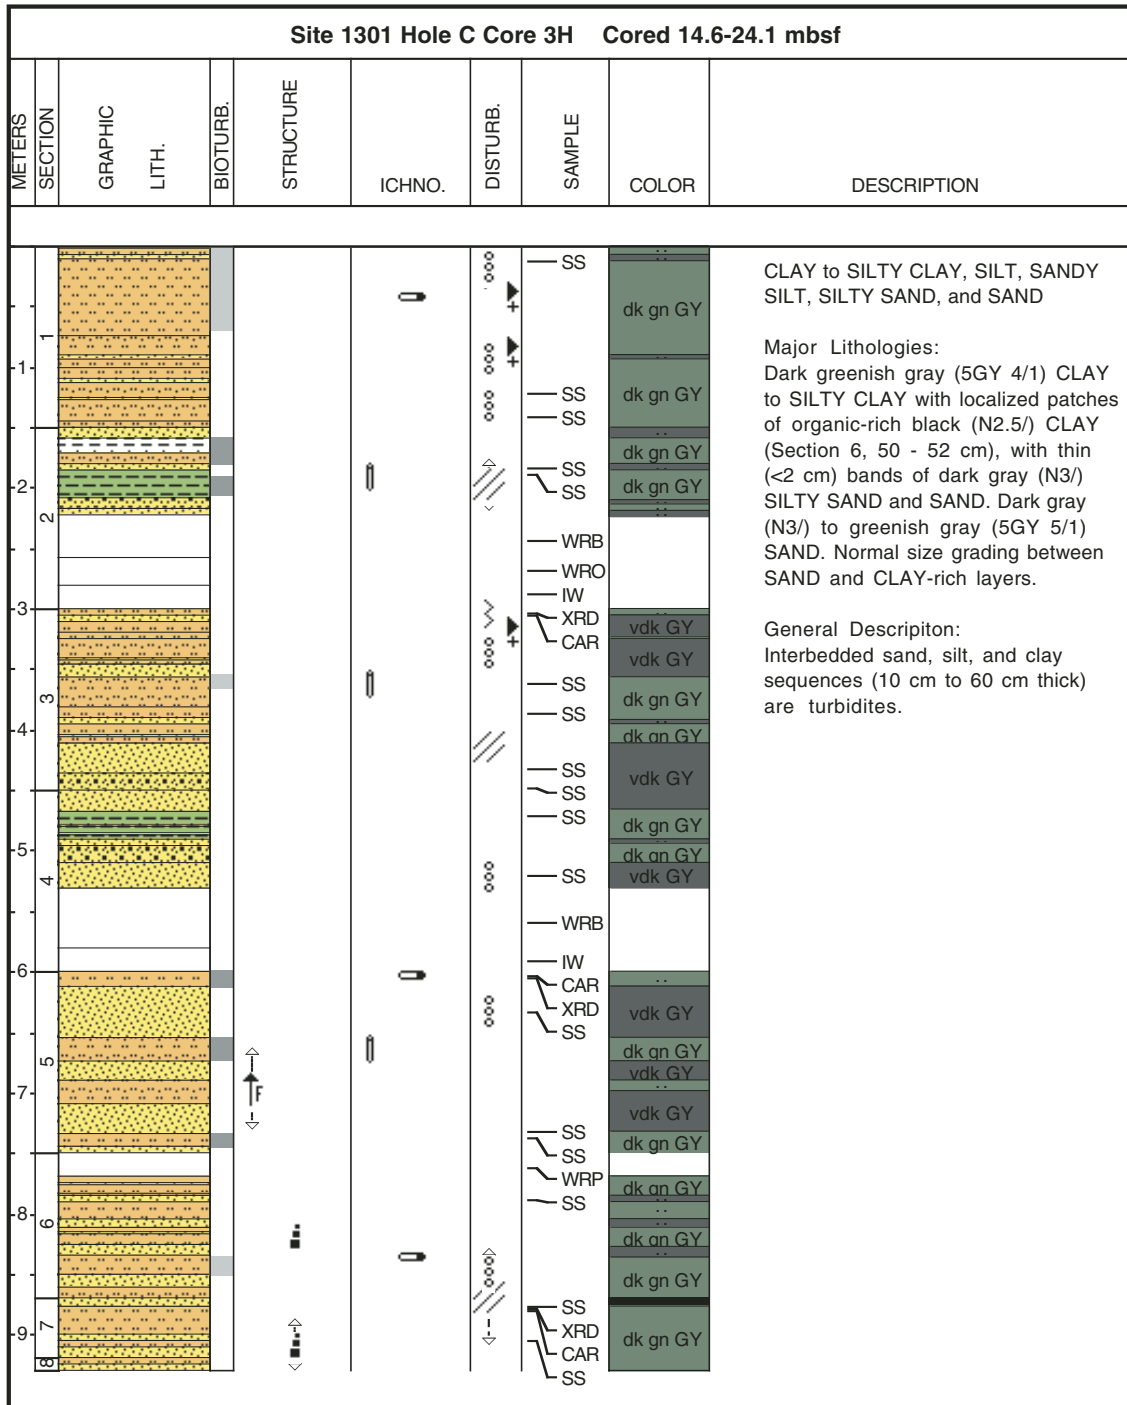 Site 1301 Hole C Core 3H Cored 14.6-24.1 mbsf
METERS
SECTION
GRAPHIC LITH.
BIOTURB.
STRUCTURE
ICHNO.
DISTURB.
SAMPLE
COLOR
DESCRIPTION
1
2
3
4
5
6
7
8
9
1
2
3
4
5
6
7
8
F
SS
SS
SS
SS
SS
WRB
WRO
IW
XRD
CAR
SS
SS
SS
SS
SS
SS
WRB
IW
CAR
XRD
SS
SS
SS
WRP
SS
SS
XRD
CAR
SS
dk gn GY
dk gn GY
dk gn GY
dk gn GY
vdk GY
vdk GY
dk gn GY
dk gn GY
vdk GY
dk gn GY
dk gn GY
vdk GY
vdk GY
dk gn GY
vdk GY
vdk GY
dk gn GY
dk gn GY
dk gn GY
dk gn GY
dk gn GY
CLAY to SILTY CLAY, SILT, SANDY
SILT, SILTY SAND, and SAND
Major Lithologies:
Dark greenish gray (5GY 4/1) CLAY
to SILTY CLAY with localized patches
of organic-rich black (N2.5/) CLAY
(Section 6, 50 - 52 cm), with thin
(<2 cm) bands of dark gray (N3/)
SILTY SAND and SAND. Dark gray
(N3/) to greenish gray (5GY 5/1)
SAND. Normal size grading between
SAND and CLAY-rich layers.
General Descripiton:
Interbedded sand, silt, and clay
sequences (10 cm to 60 cm thick)
are turbidites.